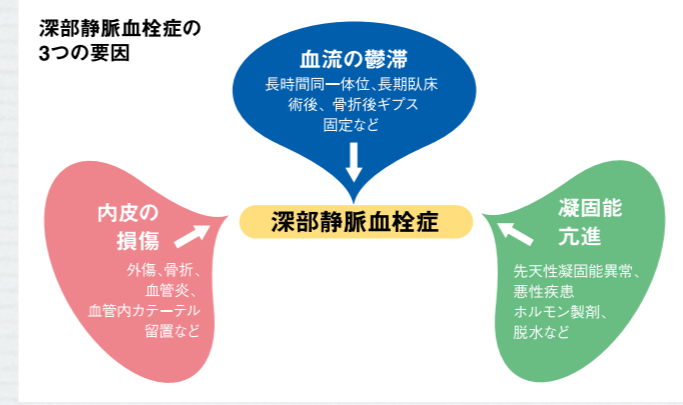 深部静脈血栓症の
3つの要因
血流の鬱滞
長時間同一体位、長期臥床
術後、骨折後ギプス
固定など
深部静脈血栓症
内皮の
損傷
外傷、骨折、
血管炎、
血管内カテーテル
留置など
凝固能
亢進
先天性凝固能異常、
悪性疾患
ホルモン製剤、
脱水など